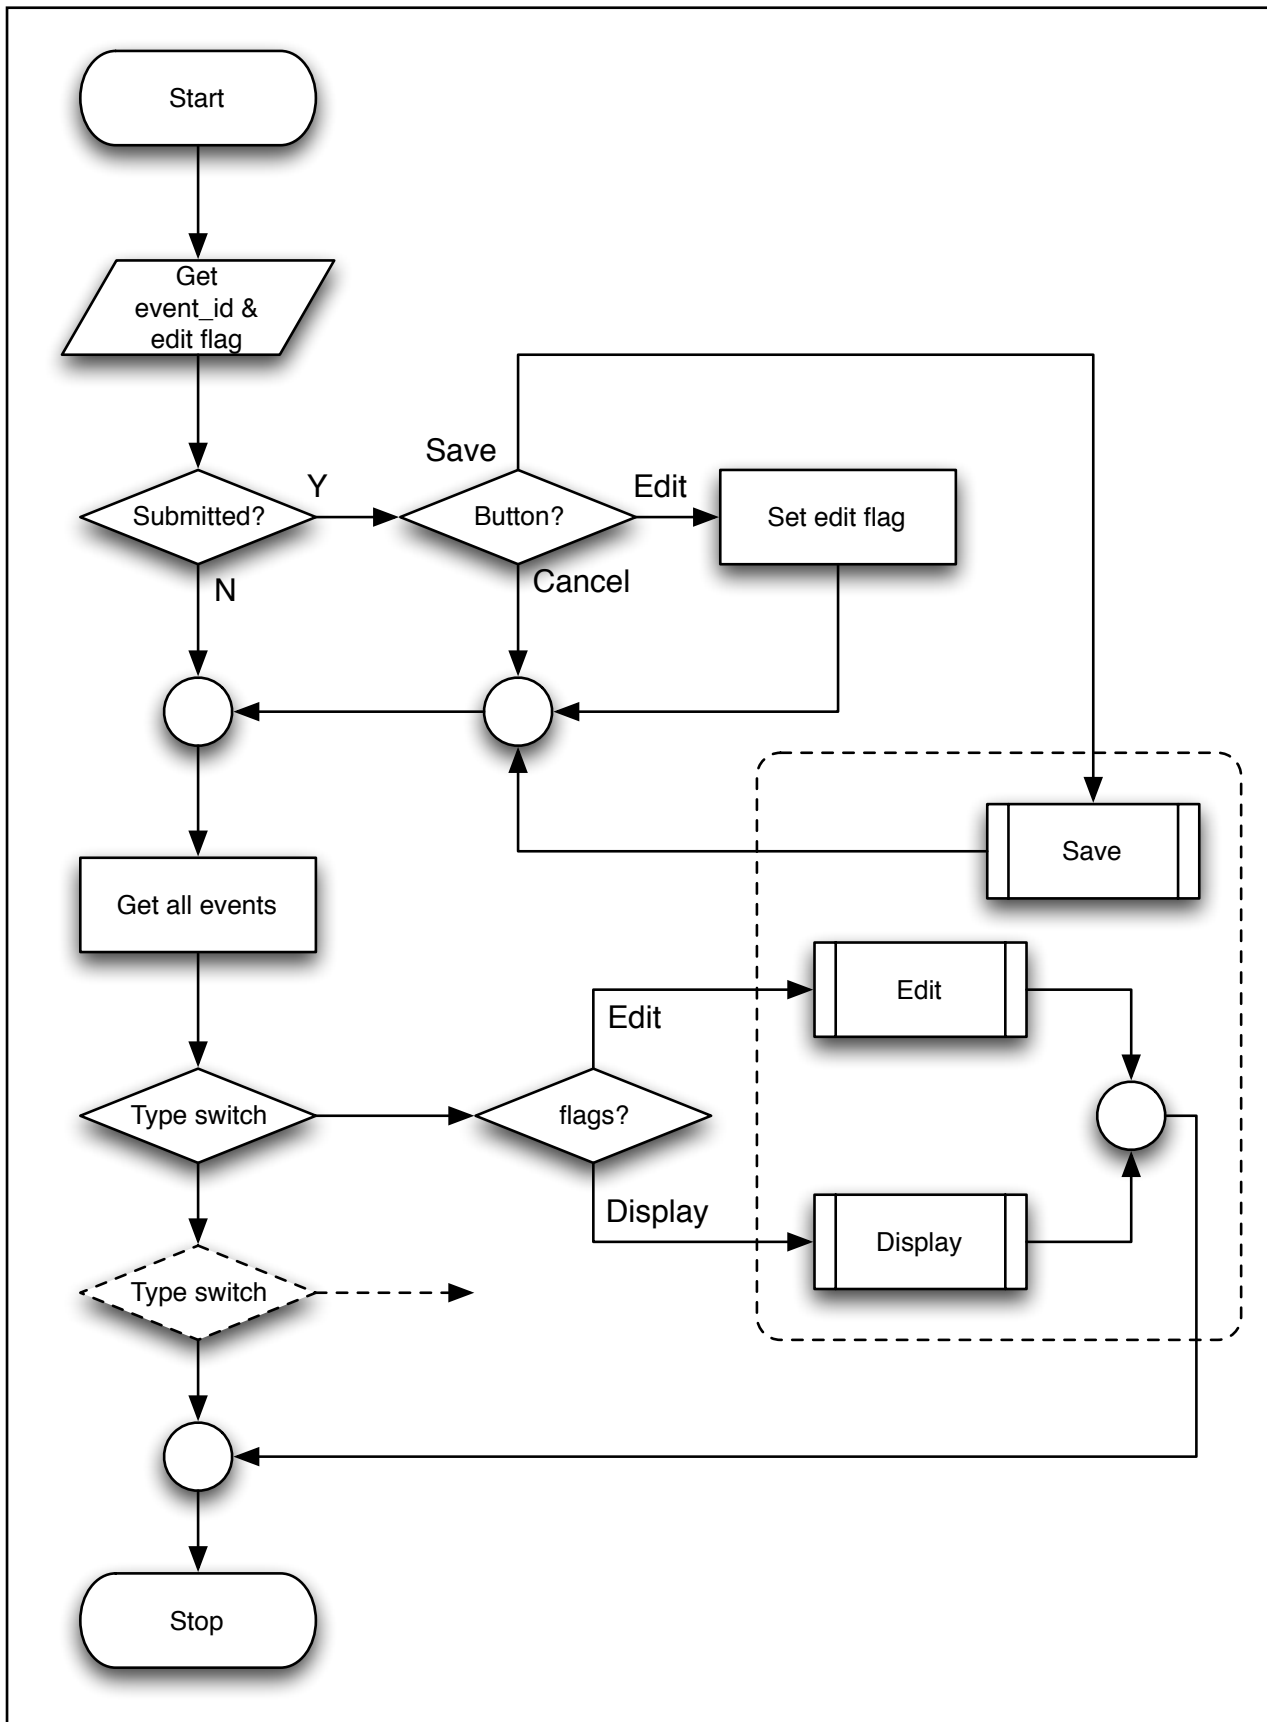 Start
Get
event_id &
edit flag
Save
Y
Edit
Submitted?
Button?
Set edit flag
N
Cancel
Save
Get all events
Edit
Edit
Type switch
flags?
Display
Display
Type switch
Stop